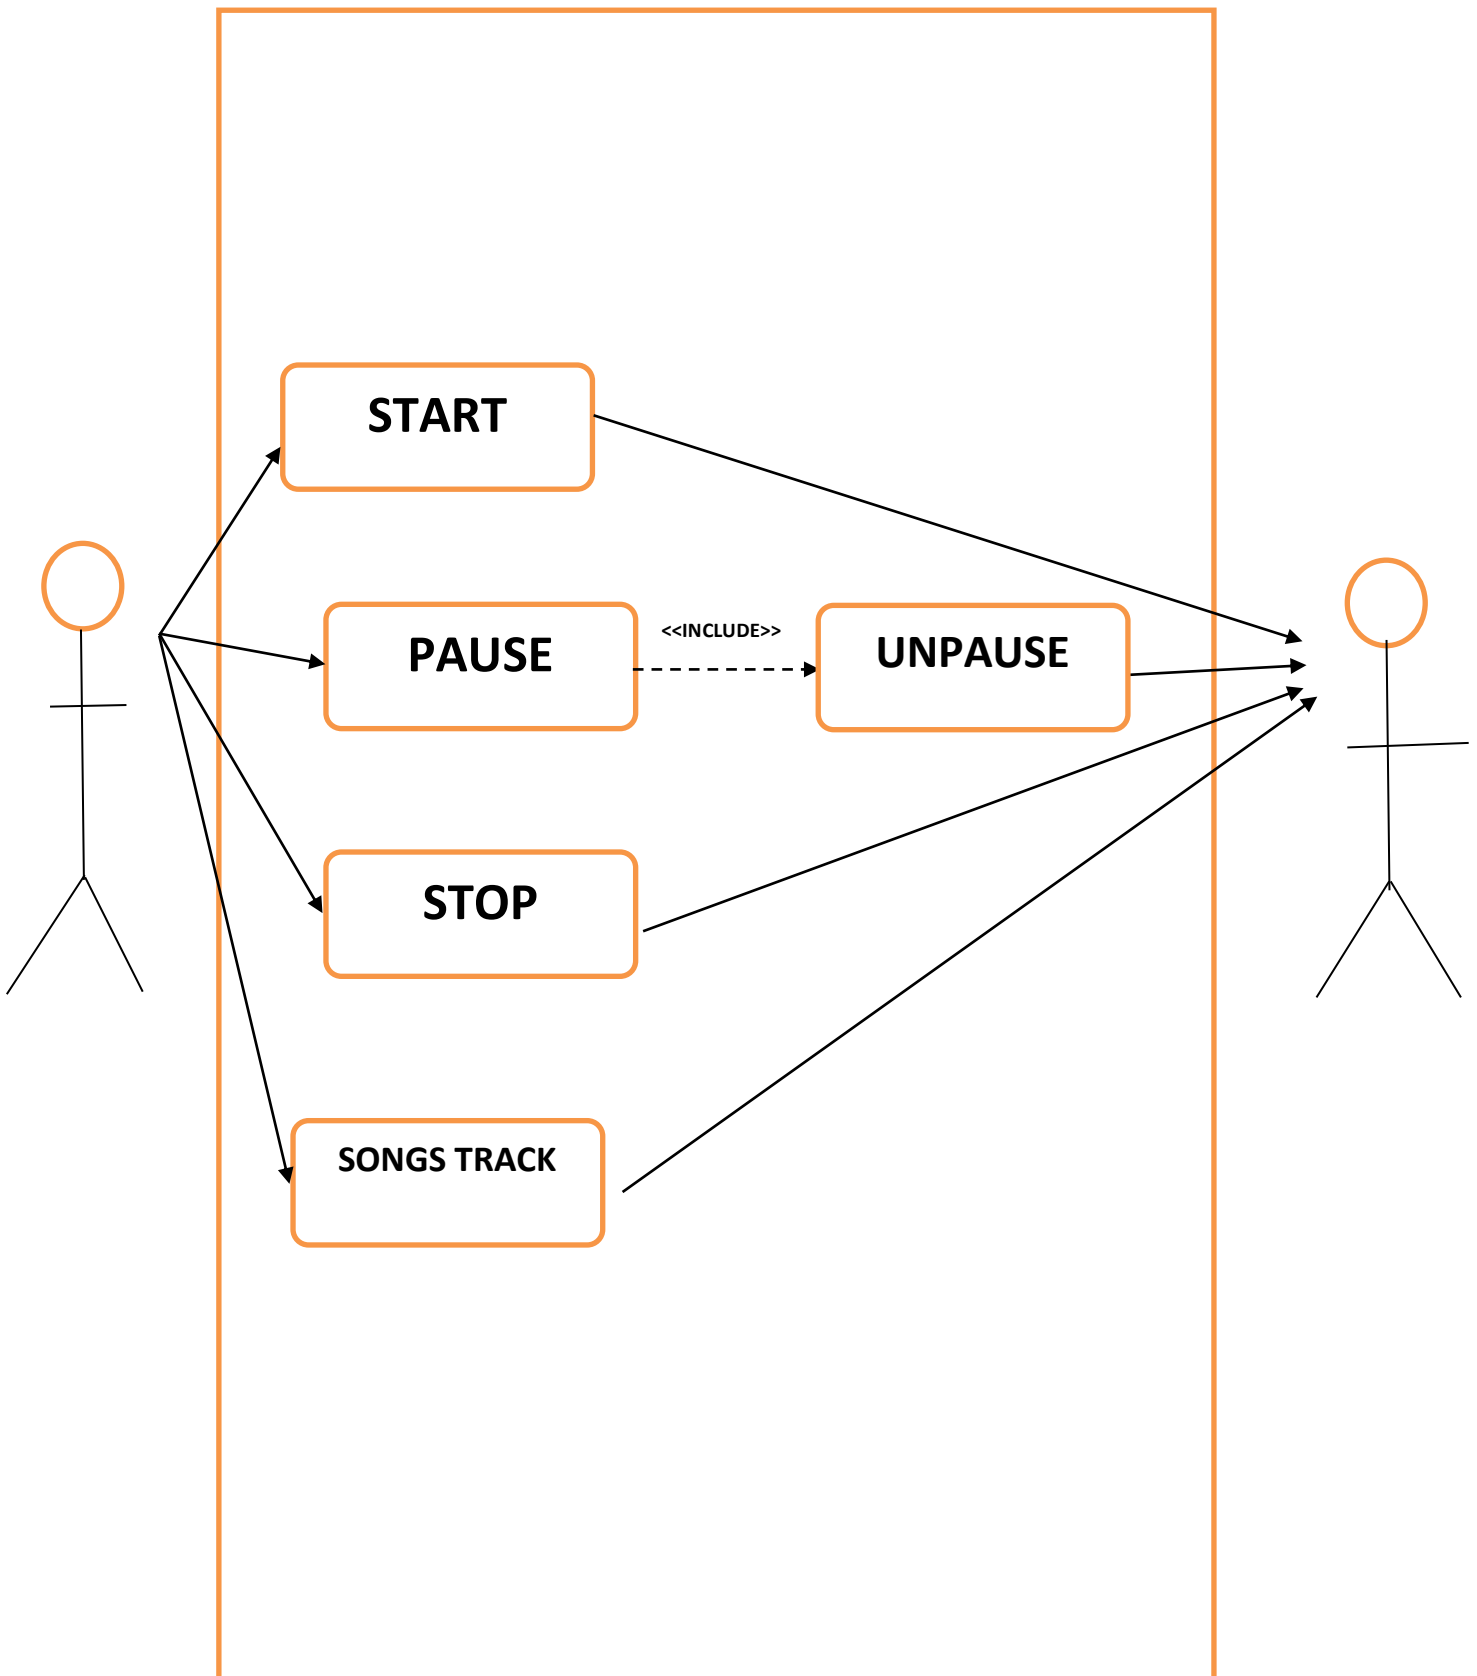 START
PAUSE
<<INCLUDE>>
UNPAUSE
STOP
SONGS TRACK